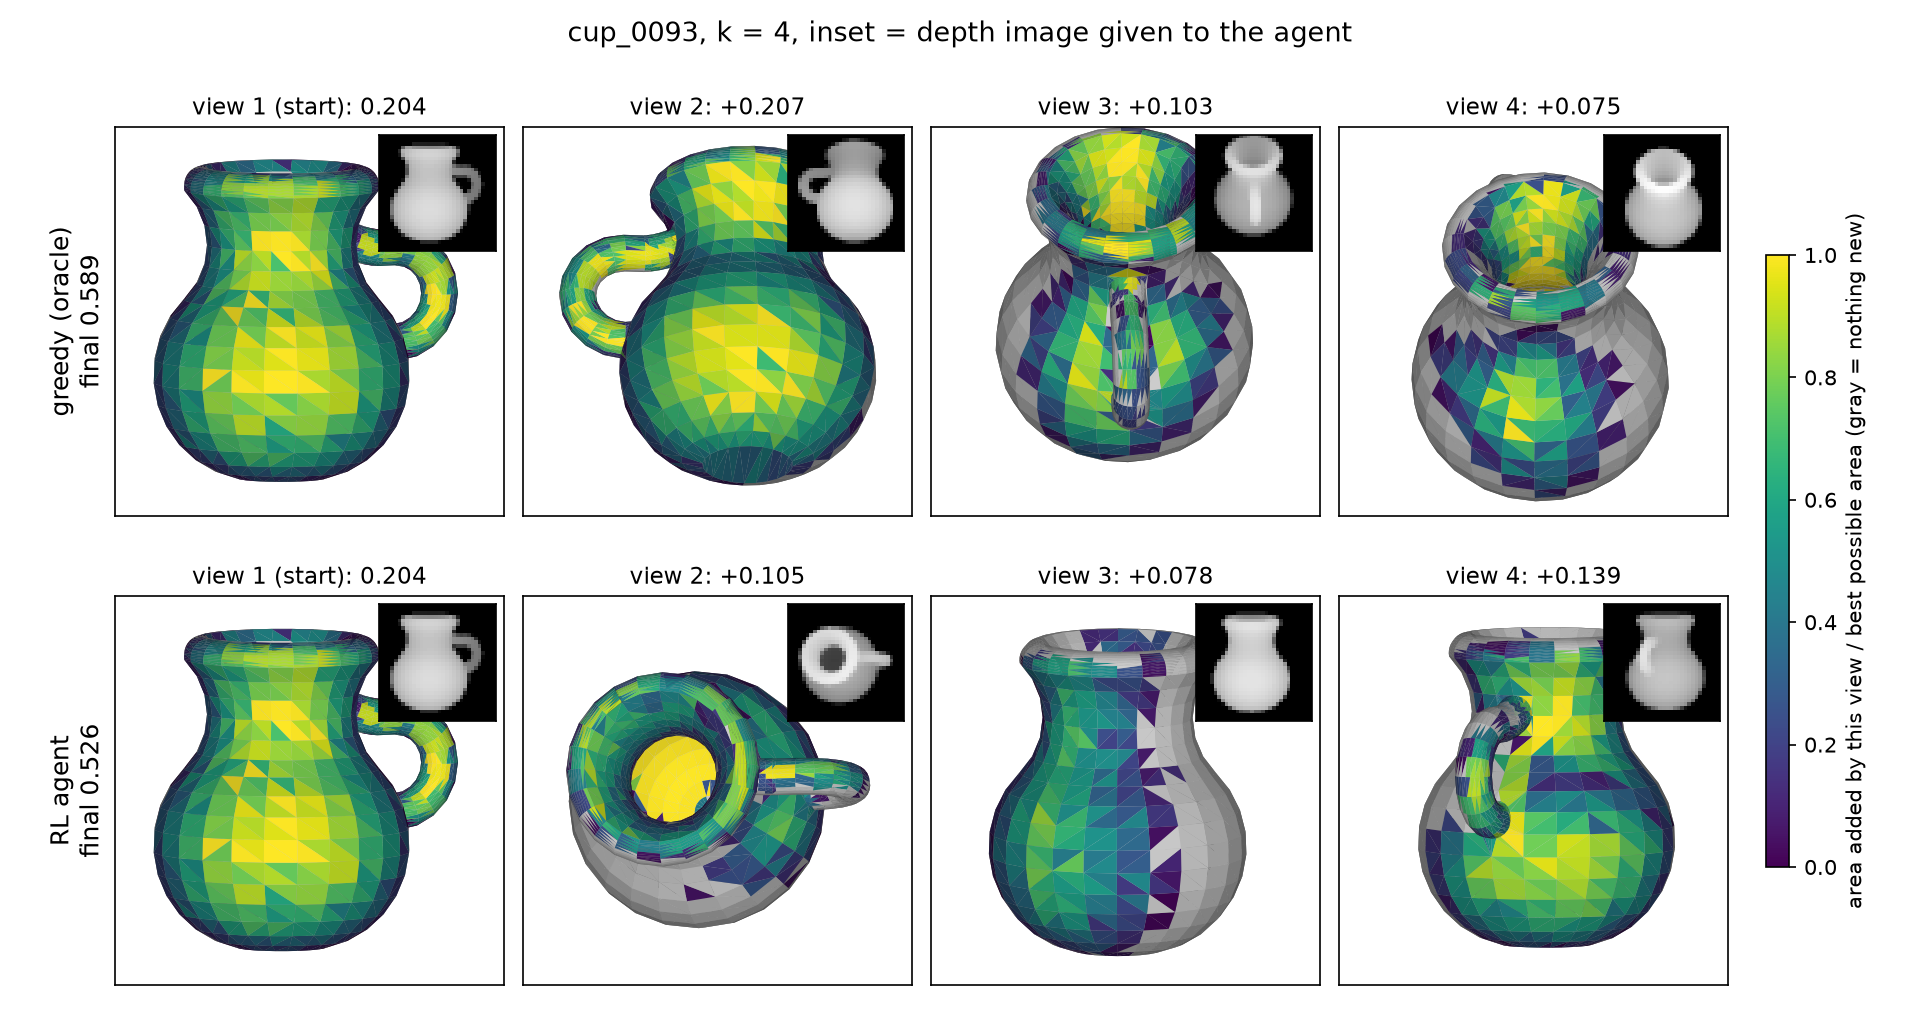 cup_0093, k = 4, inset = depth image given to the agent
view 1 (start): 0.204
view 2: +0.207
view 3: +0.103
view 4: +0.075
greedy (oracle)
final 0.589
view 1 (start): 0.204
view 2: +0.105
view 3: +0.078
view 4: +0.139
RL agent
final 0.526
1.0
0.8
0.6
0.4
0.2
0.0
area added by this view / best possible area (gray = nothing new)